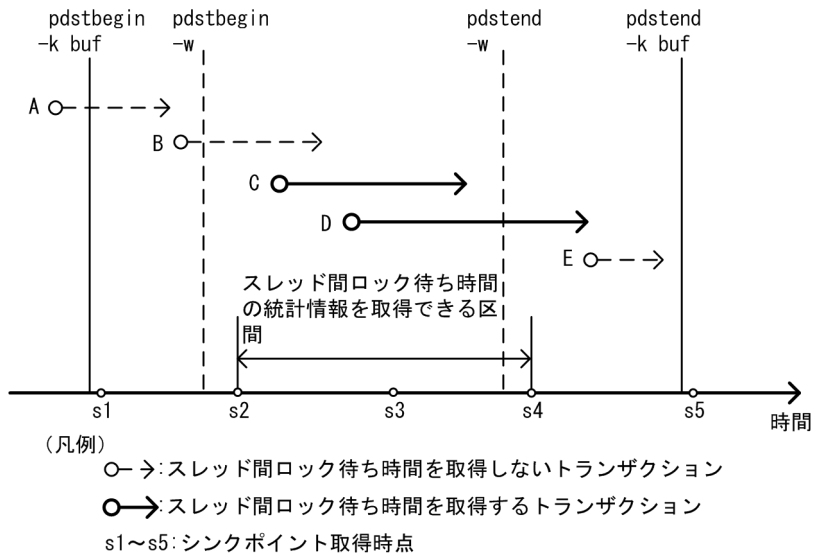 pdstbegin
-k buf
pdstbegin
-w
pdstend
-w
pdstend
-k buf
A
B
C
D
E
スレッド間ロック待ち時間
の統計情報を取得できる区
間
s1
s2
s3
s4
s5
時間
(凡例)
:スレッド間ロック待ち時間を取得しないトランザクション
:スレッド間ロック待ち時間を取得するトランザクション
s1～s5:シンクポイント取得時点